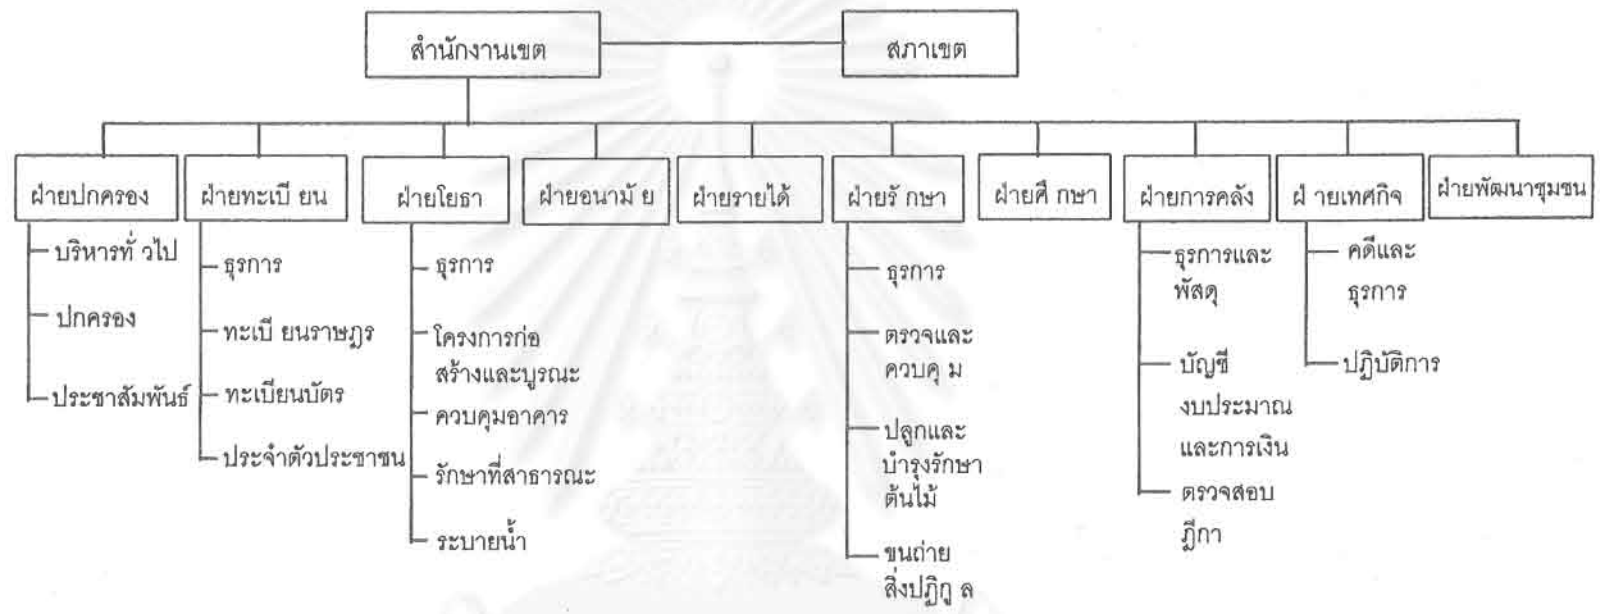 สำนักงานเขต
สภาเขต
ฝ่ายปกครอง
ฝ่ายทะเบี ยน
ฝ่ายโยธา
ฝ่ายอนามั ย
ฝ่ายรายได้
ฝ่ายรั กษา
ฝ่ายศึ กษา
ฝ่ายการคลัง
ฝ่ ายเทศกิจ
ฝ่ายพัฒนาชุมชน
บริหารทั่ วไป
ปกครอง
ประชาสัมพันธ์
ธุรการ
ทะเบี ยนราษฎร
ทะเบียนบัตร
ประจำตัวประชาชน
ธุรการ
โครงการก่อ
สร้างและบูรณะ
ควบคุมอาคาร
รักษาที่สาธารณะ
ระบายน้ำ
ธุรการ
ตรวจและ
ควบคุ ม
ปลูกและ
บำรุงรักษา
ต้นไม้
ขนถ่าย
สิ่งปฏิกู ล
ธุรการและ
พัสดุ
บัญชี
งบประมาณ
และการเงิน
ตรวจสอบ
ฎีกา
คดีและ
ธุรการ
ปฏิบัติการ